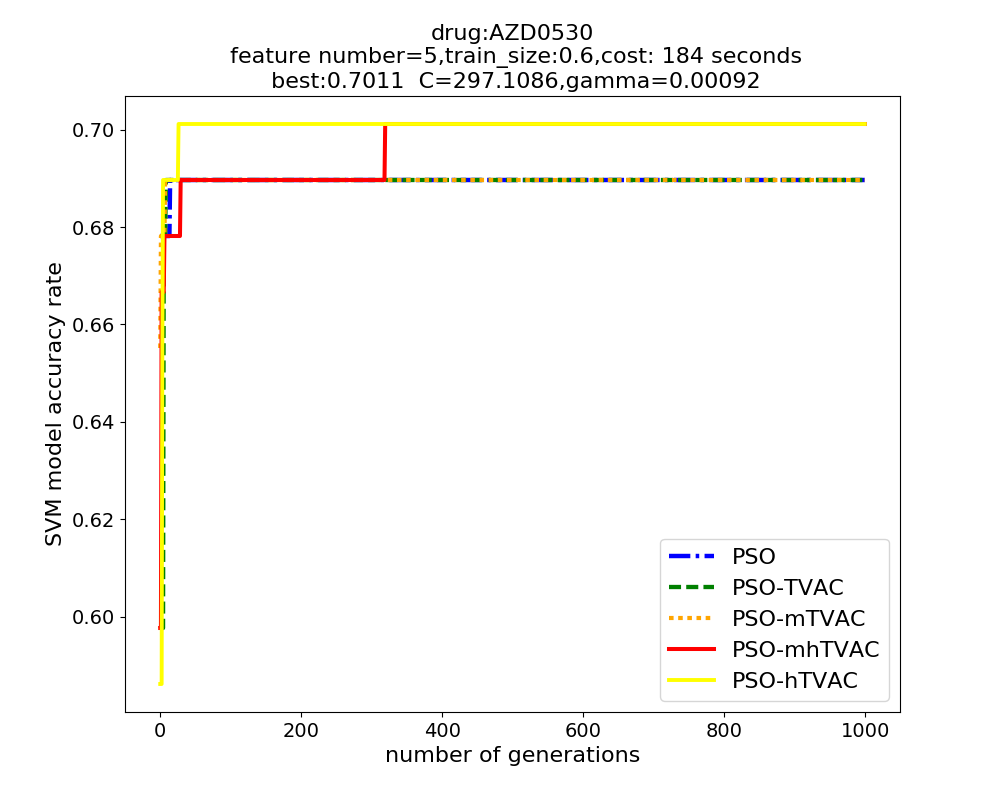 drug:AZD0530
feature number=5,train_size:0.6,cost: 184 seconds
best:0.7011  C=297.1086,gamma=0.00092
SVM model accuracy rate
0.70
0.68
0.66
0.64
0.62
0.60
PSO
PSO-TVAC
PSO-mTVAC
PSO-mhTVAC
PSO-hTVAC
0 200 400 600 800 1000
number of generations